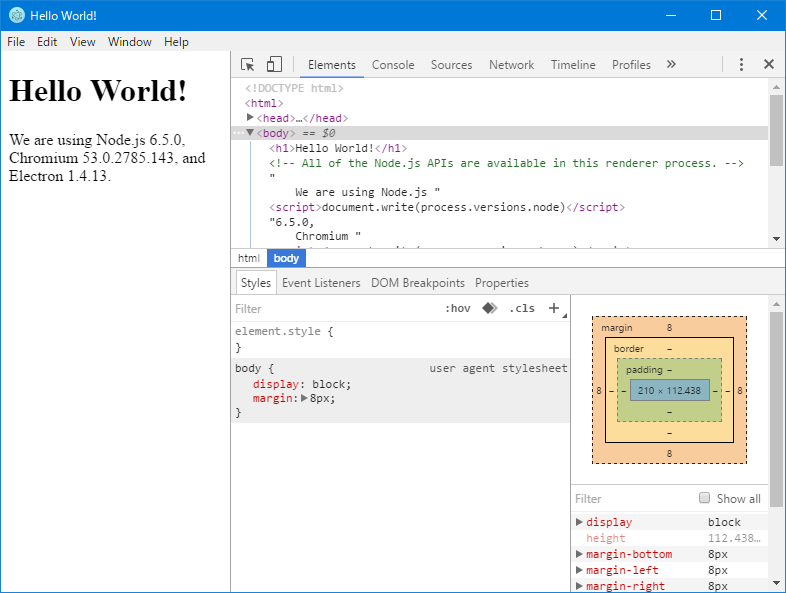 Hello World!
File Edit View Window Help
Hello World!
We are using Node.js 6.5.0,
Chromium 53.0.2785.143, and
Electron 1.4.13.
Elements Console Sources Network Timeline Profiles »
<!DOCTYPE html>
<html>
▶<head>…</head>
…▼<body> == $0
<h1>Hello World!</h1>
<!-- All of the Node.js APIs are available in this renderer process. -->
"
We are using Node.js "
<script>document.write(process.versions.node)</script>
"6.5.0,
Chromium "
html body
Styles Event Listeners DOM Breakpoints Properties
Filter :hov .cls +
element.style {
}
body { user agent stylesheet
display: block;
margin:▶8px;
}
margin 8
border –
padding –
8 – – 210 × 112.438 – – 8
–
–
8
Filter Show all
▶display block
height 112.438…
▶margin-bottom 8px
▶margin-left 8px
▶margin-right 8px